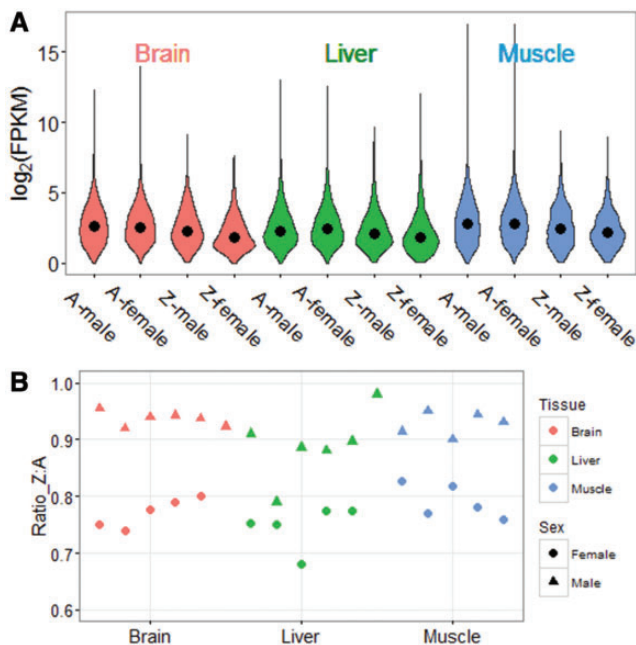 A
Brain Liver Muscle
log2(FPKM)
15
10
5
0
A-male
A-female
Z-male
Z-female
A-male
A-female
Z-male
Z-female
A-male
A-female
Z-male
Z-female
B
Ratio_Z:A
1.0
0.9
0.8
0.7
0.6
Brain Liver Muscle
Tissue
Brain
Liver
Muscle
Sex
Female
Male